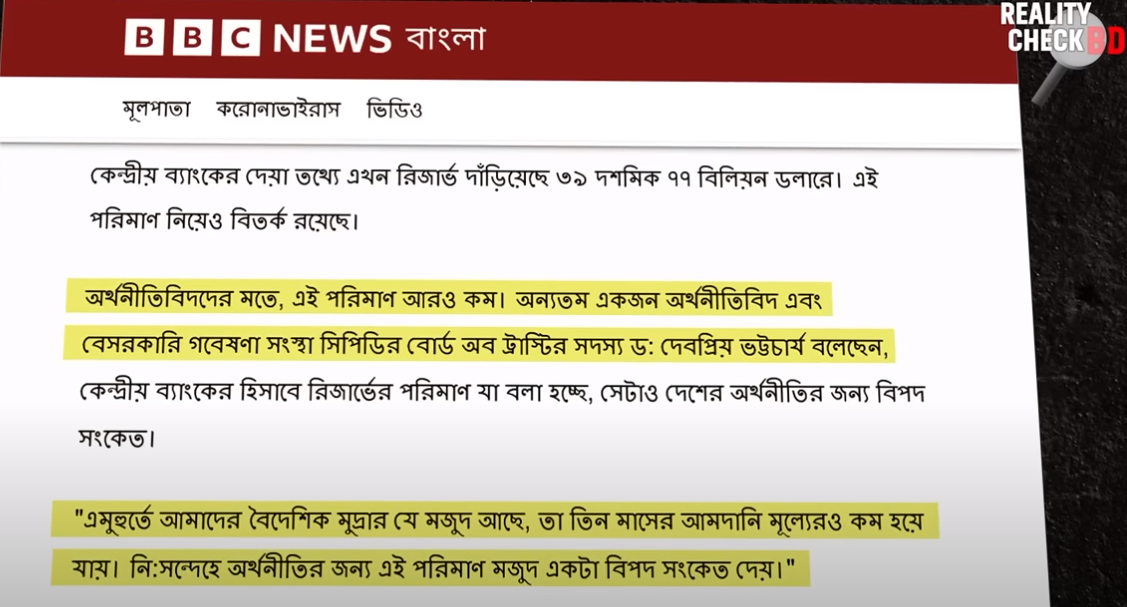 BBC NEWS বাংলা
REALITY
CHECKBD
মূলপাতা করোনাভাইরাস ভিডিও
কেন্দ্রীয় ব্যাংকের দেয়া তথ্যে এখন রিজার্ভ দাঁড়িয়েছে ৩৯ দশমিক ৭৭ বিলিয়ন ডলারে। এই
পরিমাণ নিয়েও বিতর্ক রয়েছে।
অর্থনীতিবিদদের মতে, এই পরিমাণ আরও কম। অন্যতম একজন অর্থনীতিবিদ এবং
বেসরকারি গবেষণা সংস্থা সিপিডির বোর্ড অব ট্রাস্টির সদস্য ড: দেবপ্রিয় ভট্টচার্য বলেছেন,
কেন্দ্রীয় ব্যাংকের হিসাবে রিজার্ভের পরিমাণ যা বলা হচ্ছে, সেটাও দেশের অর্থনীতির জন্য বিপদ
সংকেত।
"এমুহুর্তে আমাদের বৈদেশিক মুদ্রার যে মজুদ আছে, তা তিন মাসের আমদানি মূল্যেরও কম হয়ে
যায়। নি:সন্দেহে অর্থনীতির জন্য এই পরিমাণ মজুদ একটা বিপদ সংকেত দেয়।"